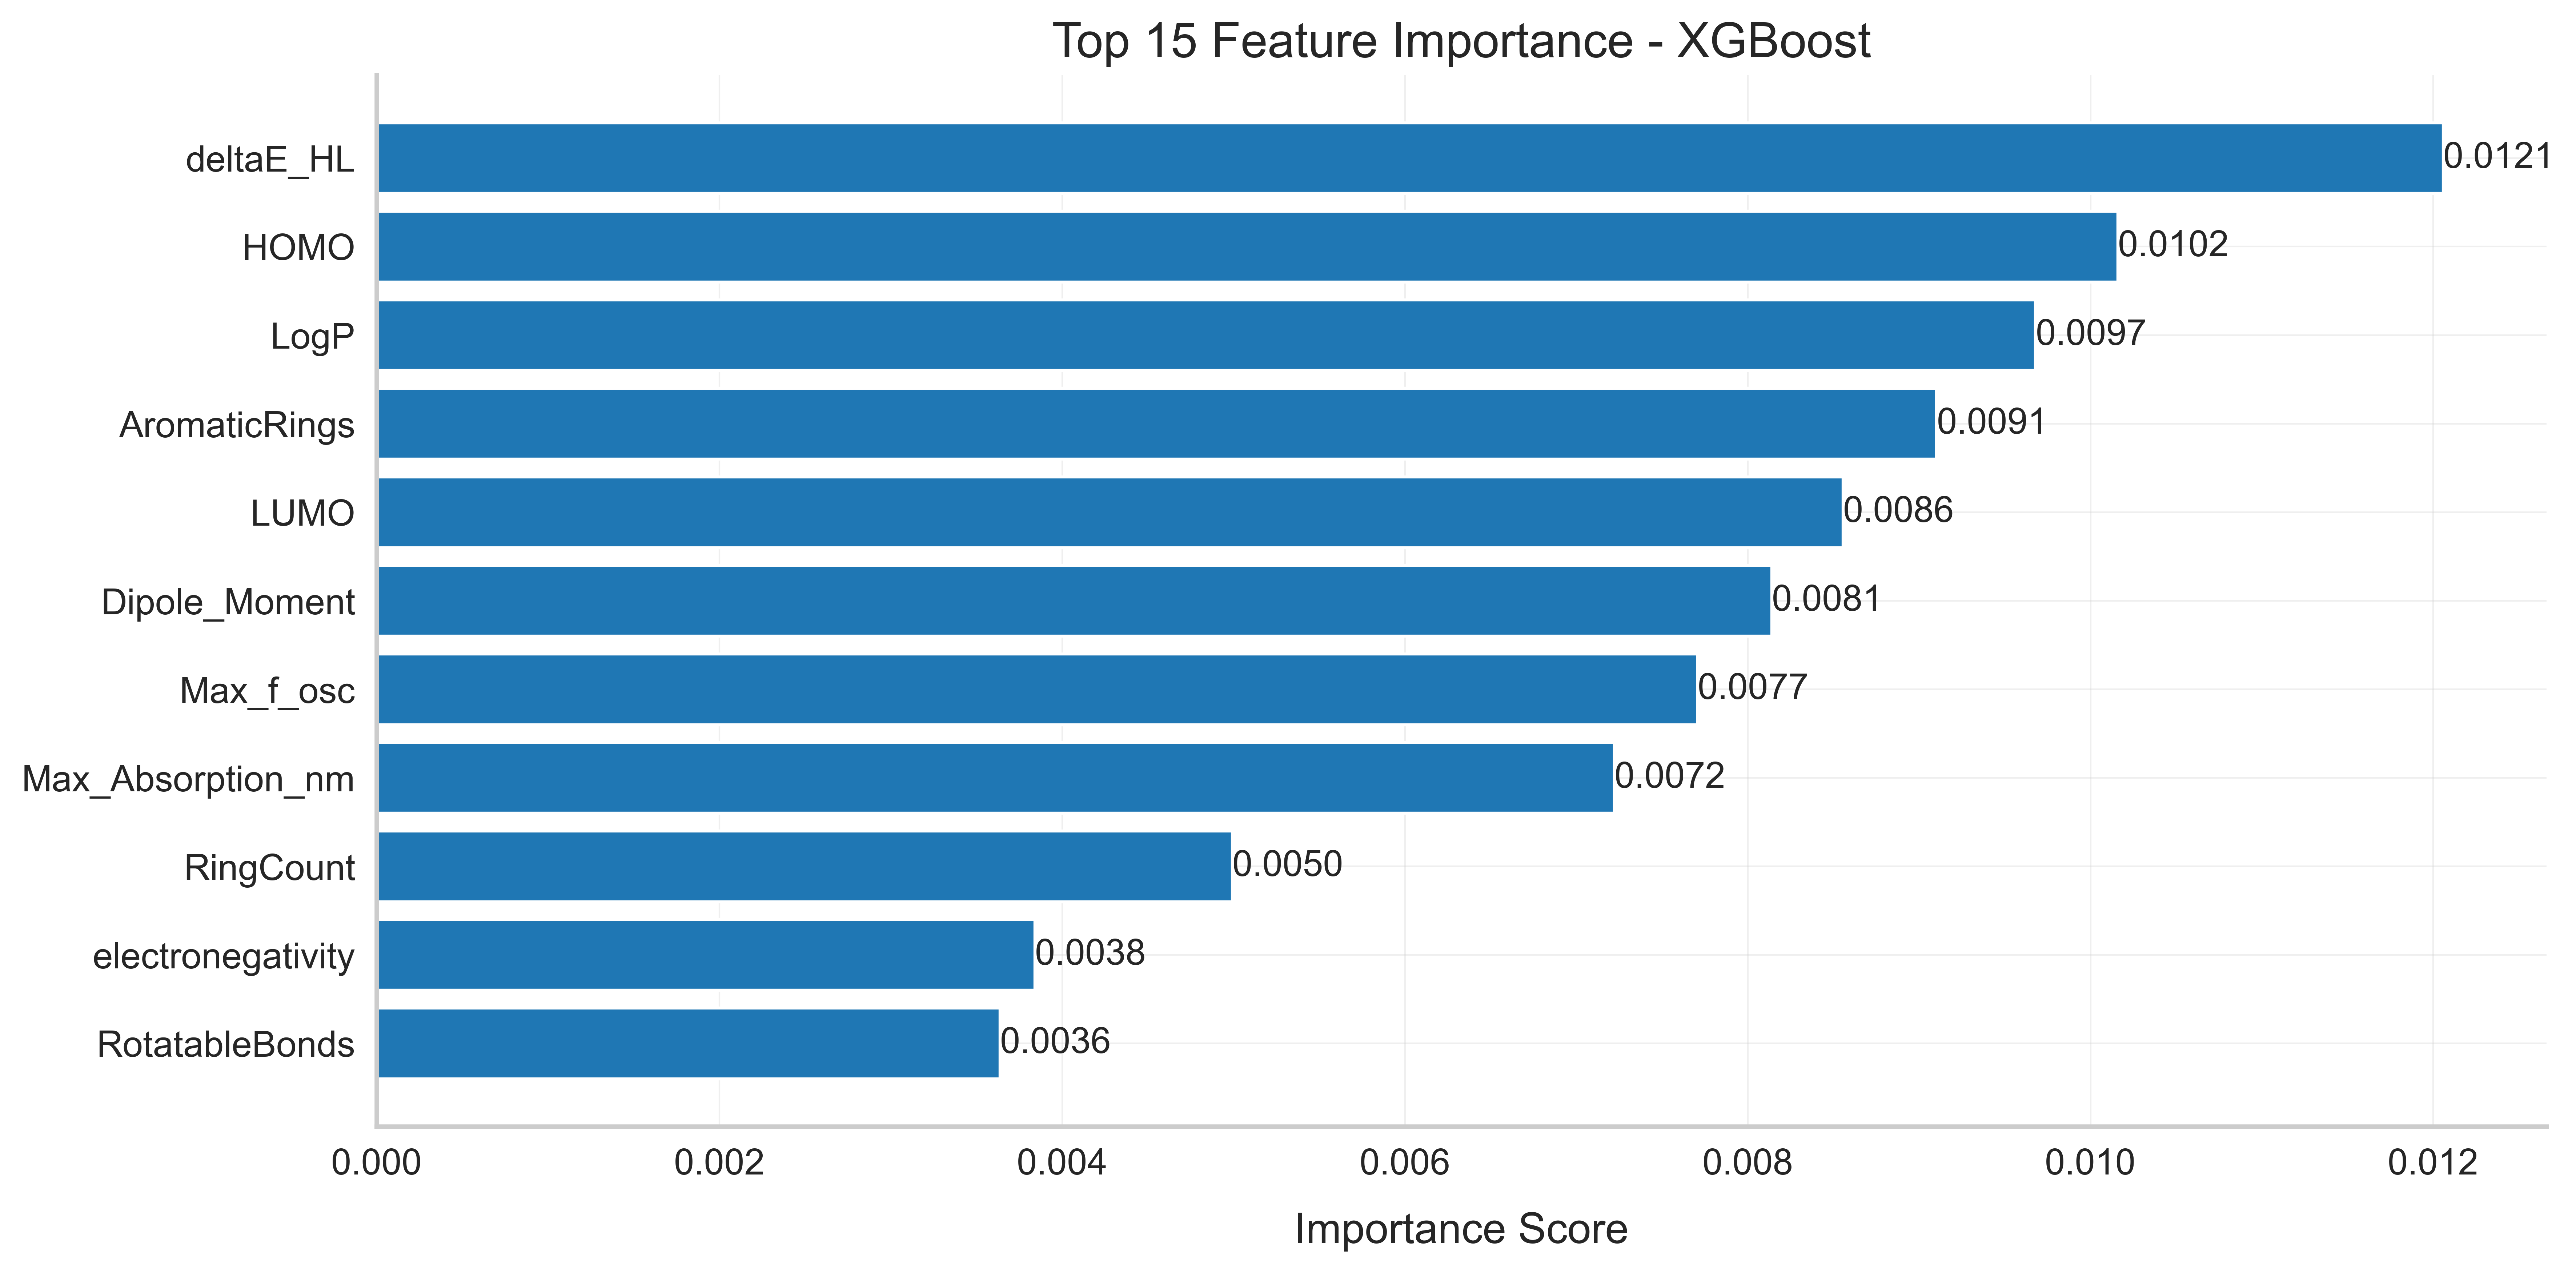 Top 15 Feature Importance - XGBoost
deltaE_HL 0.0121
HOMO 0.0102
LogP 0.0097
AromaticRings 0.0091
LUMO 0.0086
Dipole_Moment 0.0081
Max_f_osc 0.0077
Max_Absorption_nm 0.0072
RingCount 0.0050
electronegativity 0.0038
RotatableBonds 0.0036
0.000 0.002 0.004 0.006 0.008 0.010 0.012
Importance Score